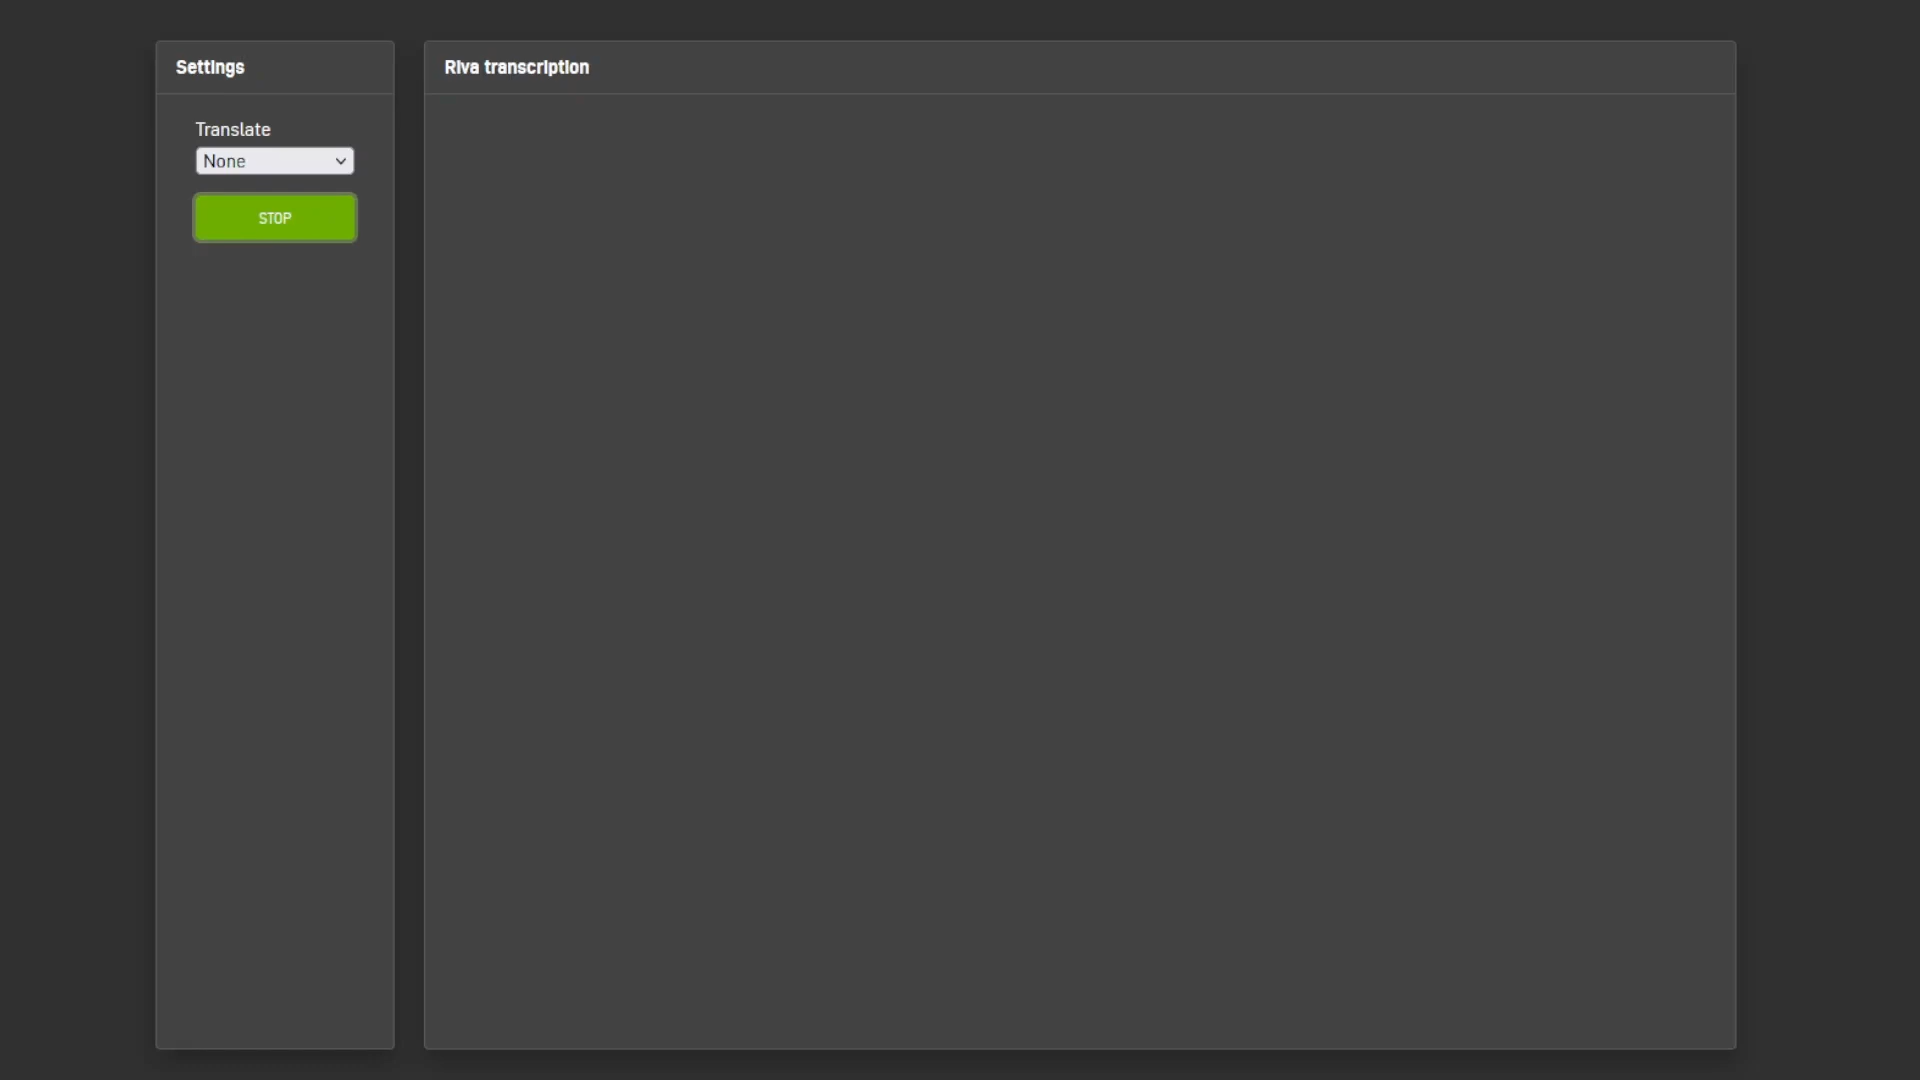 Settings
Translate
None
STOP
Riva transcription